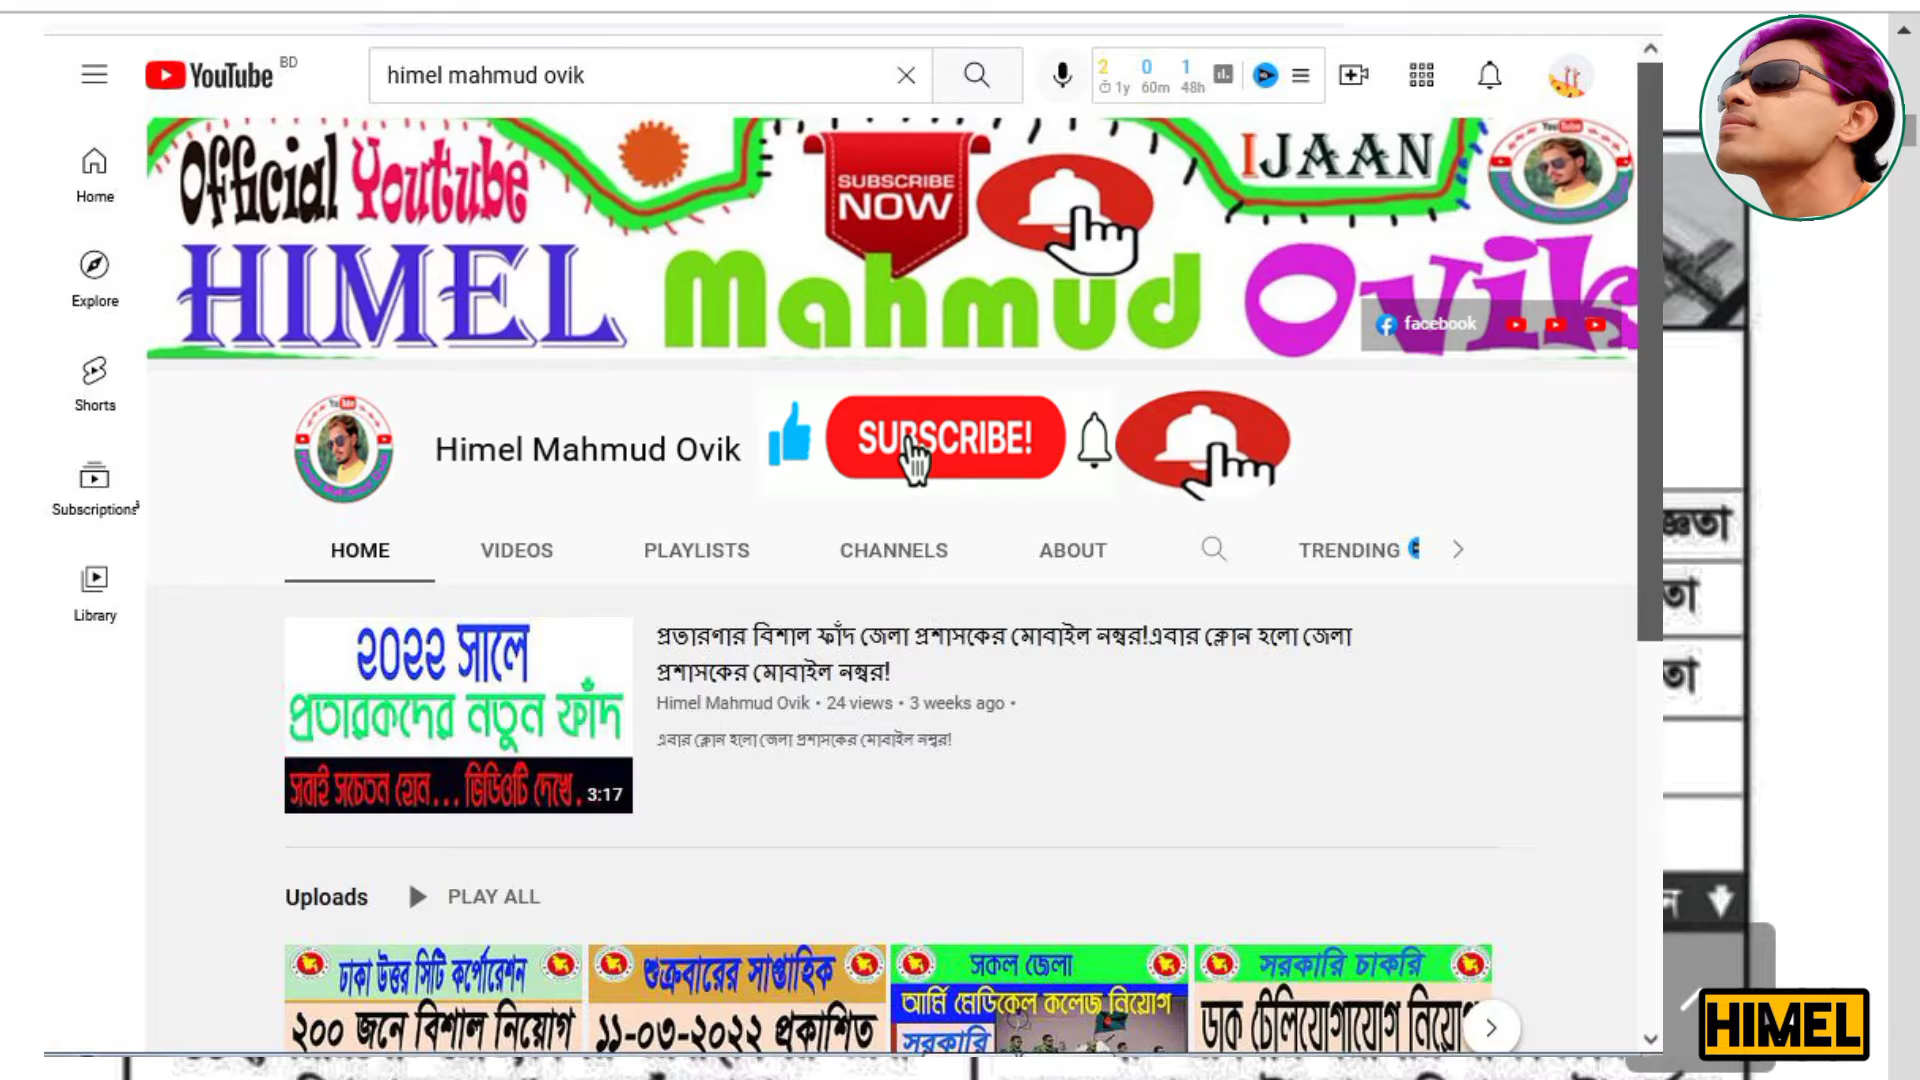 YouTube BD
himel mahmud ovik
2 0 1
1y 60m 48h
Home
Explore
Shorts
Subscriptions
Library
Official Youtube
SUBSCRIBE
NOW
IJAAN
HIMEL Mahmud Ovik
facebook
Himel Mahmud Ovik
SUBSCRIBE!
HOME VIDEOS PLAYLISTS CHANNELS ABOUT TRENDING
২০২২ সালে
প্রতারকদের নতুন ফাঁদ
সবাই সচেতন হোন... ভিডিওটি দেখে.
3:17
প্রতারণার বিশাল ফাঁদ জেলা প্রশাসকের মোবাইল নম্বর!এবার ক্লোন হলো জেলা
প্রশাসকের মোবাইল নম্বর!
Himel Mahmud Ovik • 24 views • 3 weeks ago •
এবার ক্লোন হলো জেলা প্রশাসকের মোবাইল নম্বর!
Uploads PLAY ALL
ঢাকা উত্তর সিটি কর্পোরেশন
২০০ জনে বিশাল নিয়োগ
শুক্রবারের সাপ্তাহিক
১১-০৩-২০২২ প্রকাশিত
সকল জেলা
আর্মি মেডিকেল কলেজ নিয়োগ
সরকারি
সরকারি চাকরি
ডাক টেলিযোগাযোগ নিয়ো
HIMEL